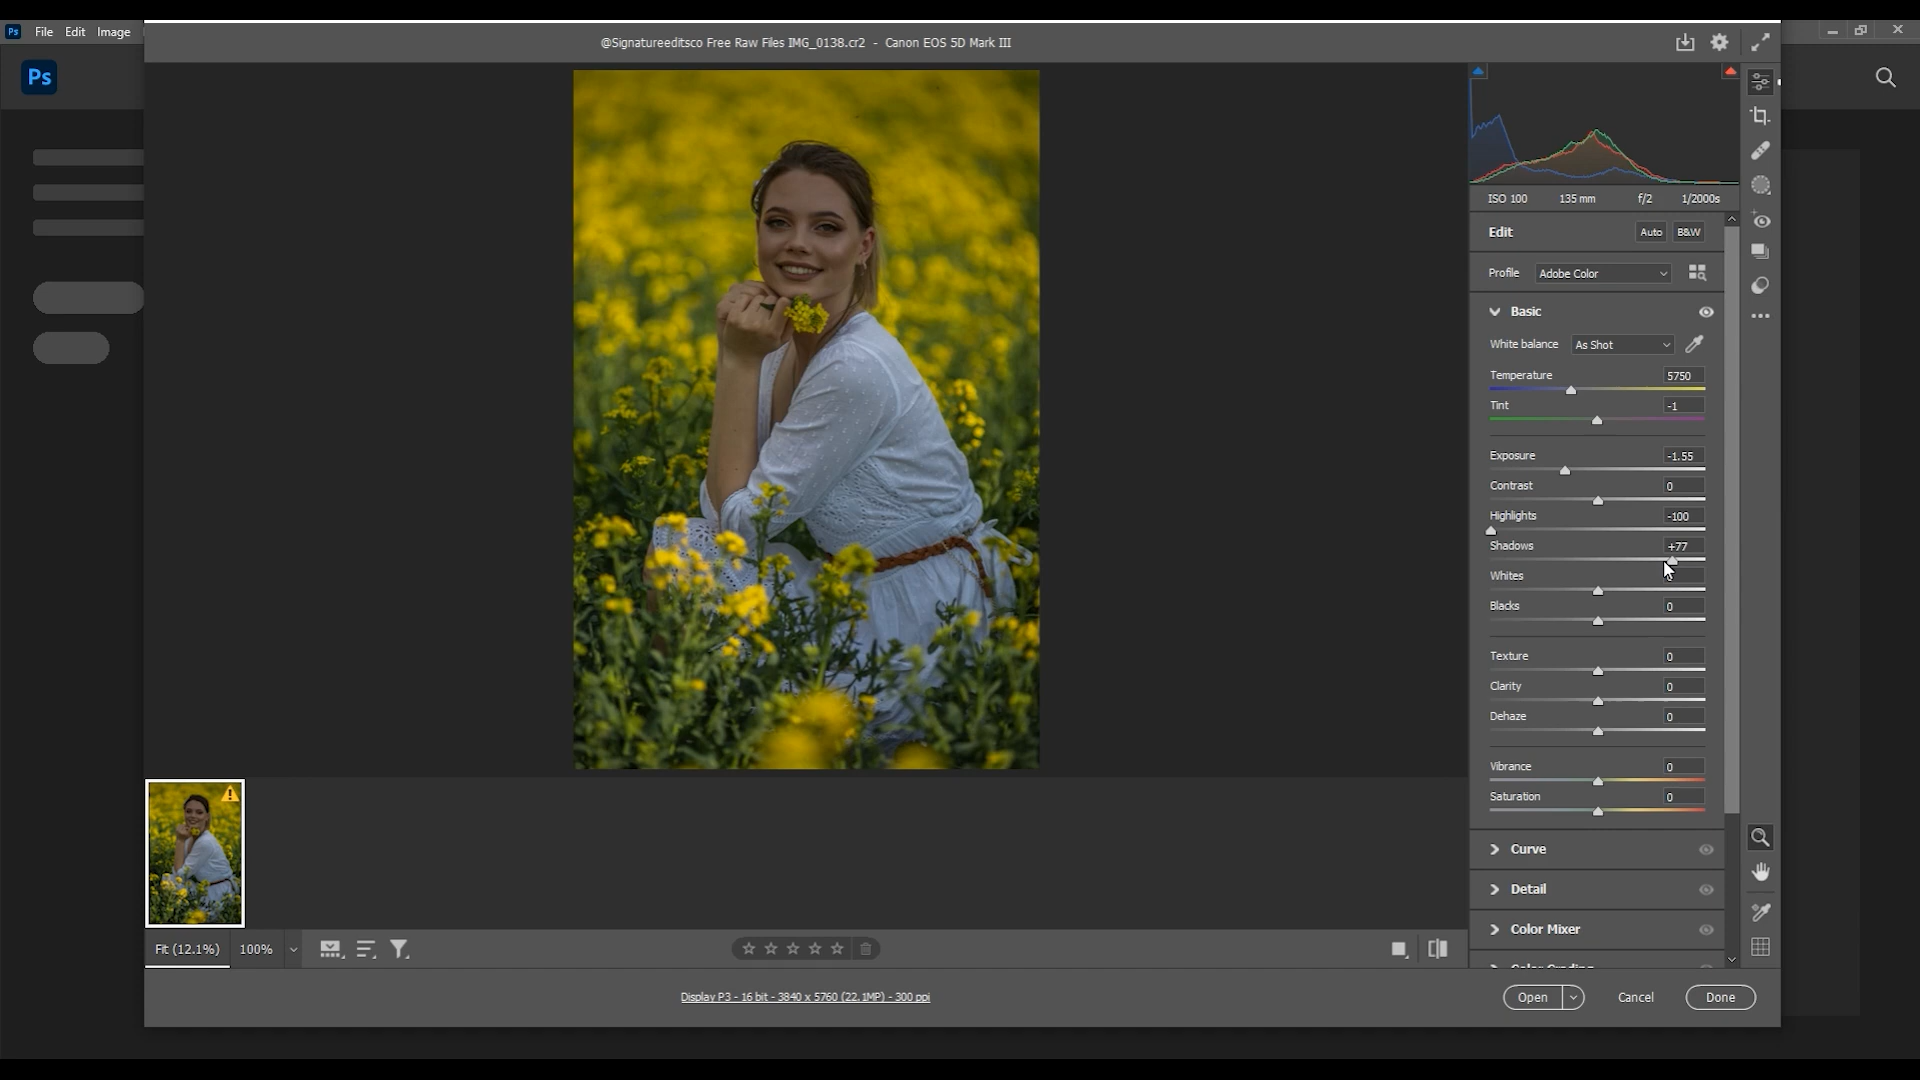 Ps File Edit Image
@Signatureeditsco Free Raw Files IMG_0138.cr2 - Canon EOS 5D Mark III
Ps
ISO 100 135 mm f/2 1/2000s
Edit Auto B&W
Profile Adobe Color
Basic
White balance As Shot
Temperature 5750
Tint -1
Exposure -1.55
Contrast 0
Highlights -100
Shadows +77
Whites
Blacks 0
Texture 0
Clarity 0
Dehaze 0
Vibrance 0
Saturation 0
Curve
Detail
Color Mixer
Color Grading
Fit (12.1%) 100%
Display P3 - 16 bit - 3840 x 5760 (22.1MP) - 300 ppi
Open Cancel Done